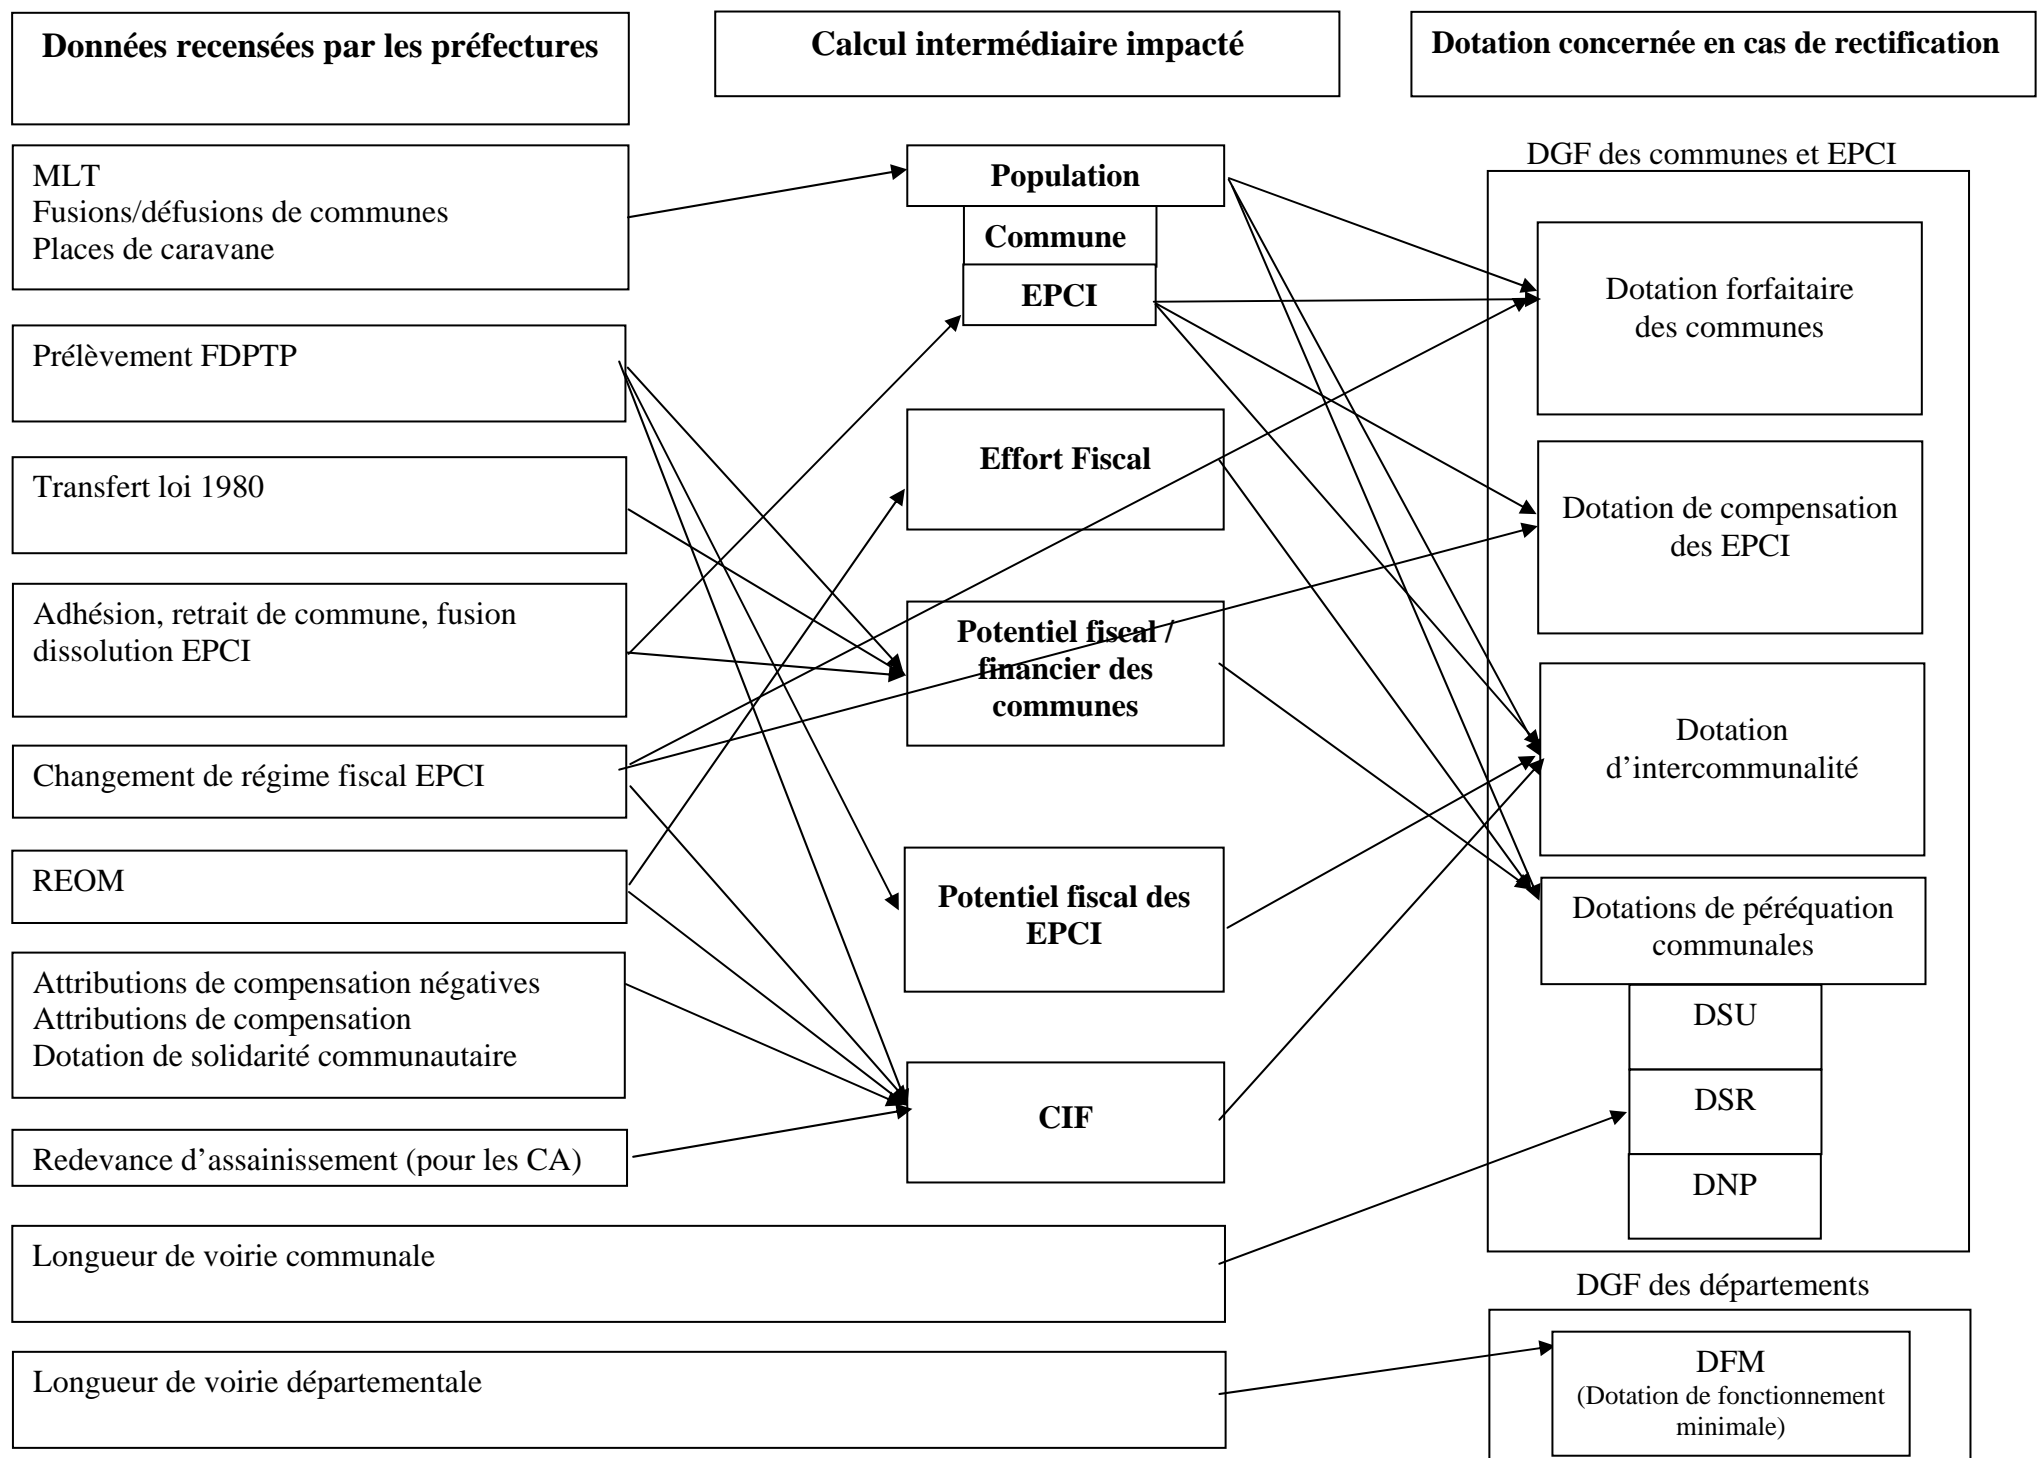 Données recensées par les préfectures
Calcul intermédiaire impacté
Dotation concernée en cas de rectification
MLT
Fusions/défusions de communes
Places de caravane
Prélèvement FDPTP
Transfert loi 1980
Adhésion, retrait de commune, fusion
dissolution EPCI
Changement de régime fiscal EPCI
REOM
Attributions de compensation négatives
Attributions de compensation
Dotation de solidarité communautaire
Redevance d’assainissement (pour les CA)
Longueur de voirie communale
Longueur de voirie départementale
Population
Commune
EPCI
Effort Fiscal
Potentiel fiscal /
financier des
communes
Potentiel fiscal des
EPCI
CIF
DGF des communes et EPCI
Dotation forfaitaire
des communes
Dotation de compensation
des EPCI
Dotation
d’intercommunalité
Dotations de péréquation
communales
DSU
DSR
DNP
DGF des départements
DFM
(Dotation de fonctionnement
minimale)